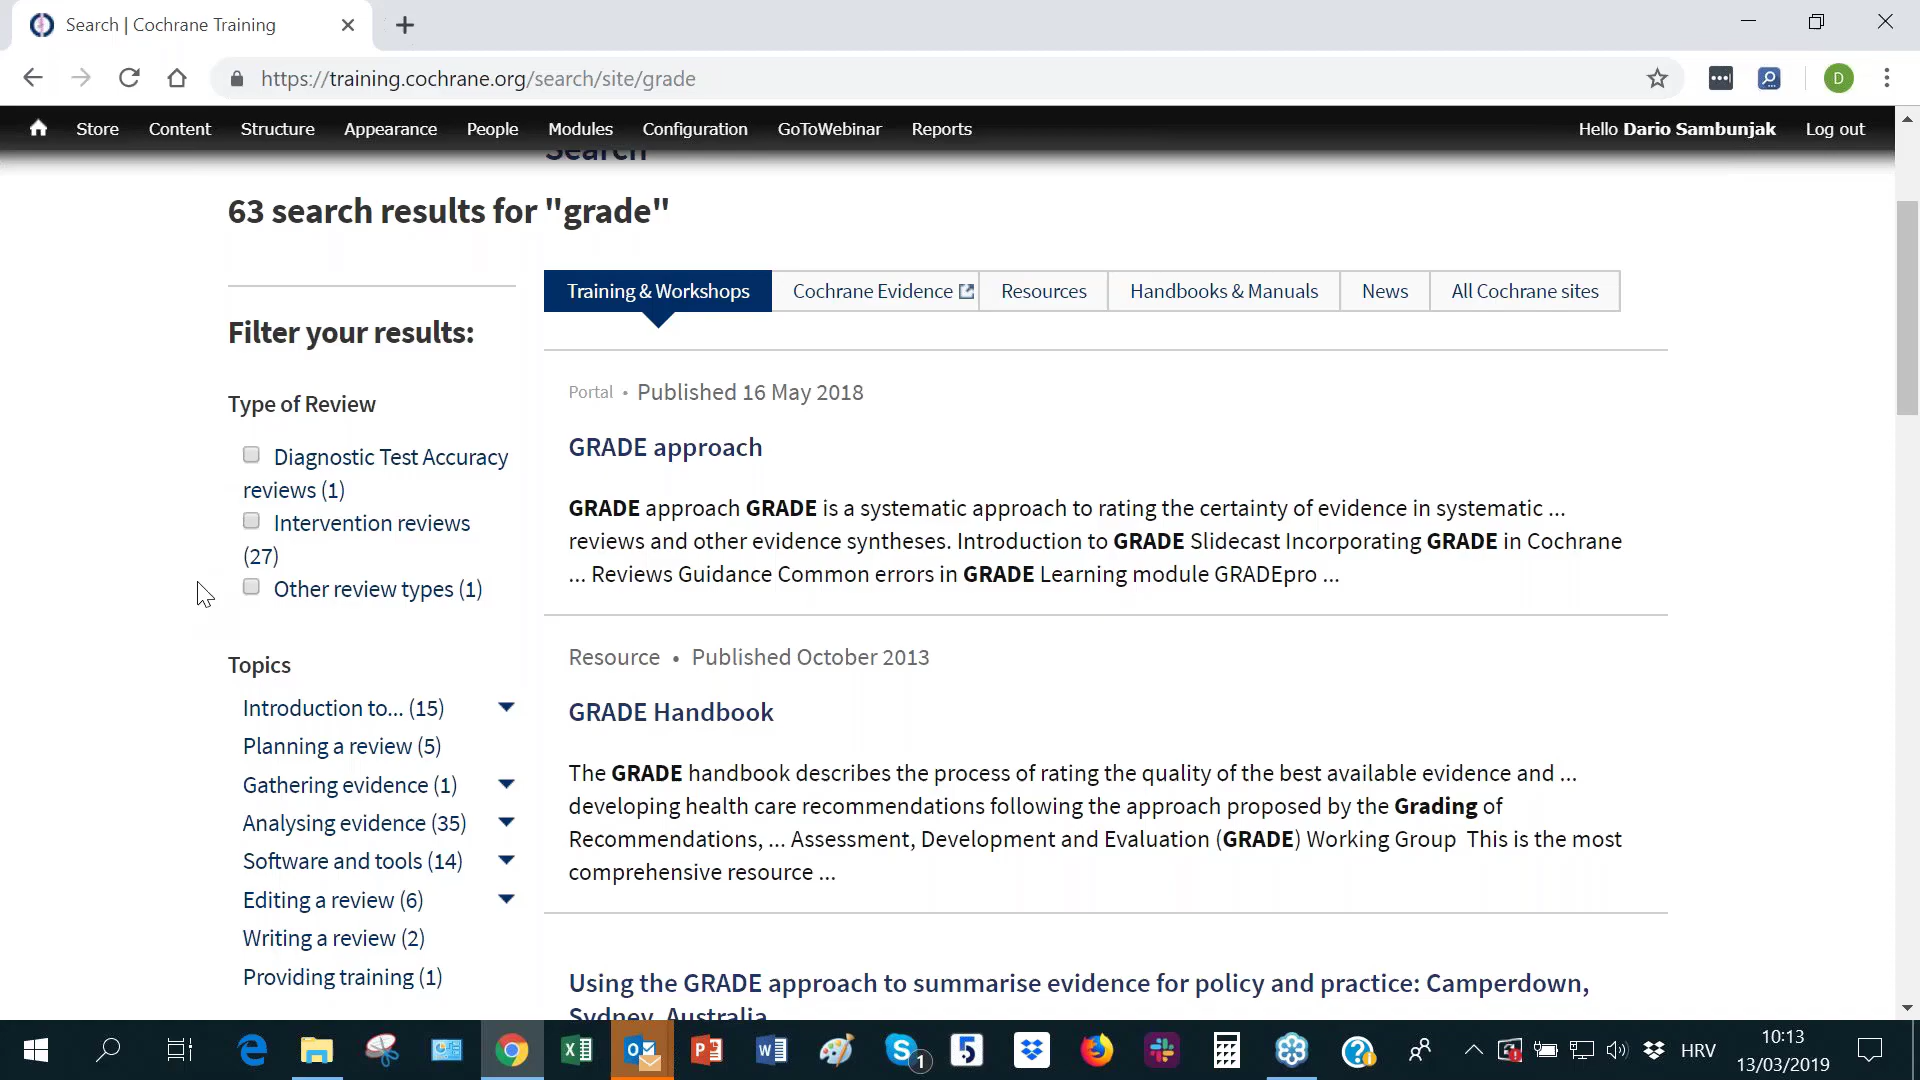 Search | Cochrane Training
https://training.cochrane.org/search/site/grade
D
Store Content Structure Appearance People Modules Configuration GoToWebinar Reports Hello Dario Sambunjak Log out
Search
63 search results for "grade"
Training & Workshops Cochrane Evidence Resources Handbooks & Manuals News All Cochrane sites
Filter your results:
Type of Review
Diagnostic Test Accuracy
reviews (1)
Intervention reviews
(27)
Other review types (1)
Topics
Introduction to... (15)
Planning a review (5)
Gathering evidence (1)
Analysing evidence (35)
Software and tools (14)
Editing a review (6)
Writing a review (2)
Providing training (1)
Portal • Published 16 May 2018
GRADE approach
GRADE approach GRADE is a systematic approach to rating the certainty of evidence in systematic ...
reviews and other evidence syntheses. Introduction to GRADE Slidecast Incorporating GRADE in Cochrane
... Reviews Guidance Common errors in GRADE Learning module GRADEpro ...
Resource • Published October 2013
GRADE Handbook
The GRADE handbook describes the process of rating the quality of the best available evidence and ...
developing health care recommendations following the approach proposed by the Grading of
Recommendations, ... Assessment, Development and Evaluation (GRADE) Working Group This is the most
comprehensive resource ...
Using the GRADE approach to summarise evidence for policy and practice: Camperdown,
Sydney, Australia
1
5
HRV
10:13
13/03/2019